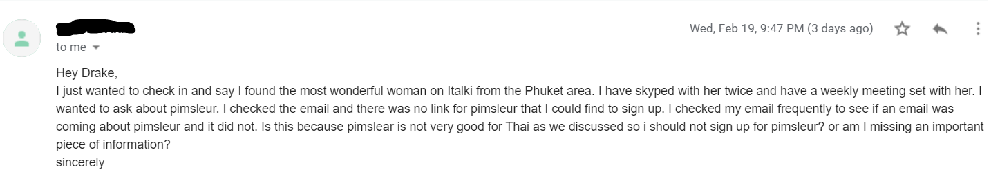 Wed, Feb 19, 9:47 PM (3 days ago)
to me
Hey Drake,
I just wanted to check in and say I found the most wonderful woman on Italki from the Phuket area. I have skyped with her twice and have a weekly meeting set with her. I
wanted to ask about pimsleur. I checked the email and there was no link for pimsleur that I could find to sign up. I checked my email frequently to see if an email was
coming about pimsleur and it did not. Is this because pimslear is not very good for Thai as we discussed so i should not sign up for pimsleur? or am I missing an important
piece of information?
sincerely